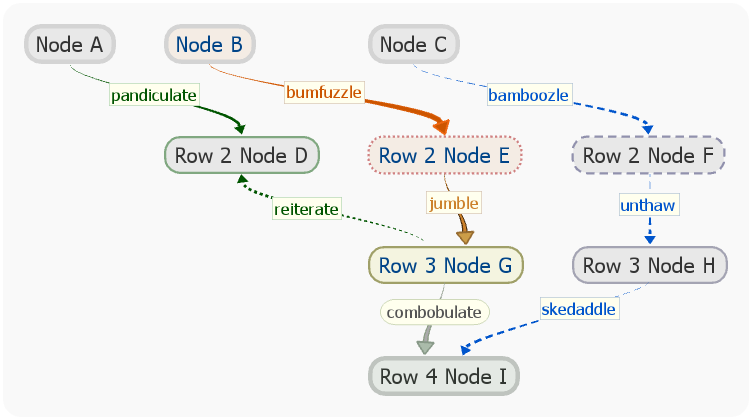 Node A
Node B
Node C
pandiculate
bumfuzzle
bamboozle
Row 2 Node D
Row 2 Node E
Row 2 Node F
reiterate
jumble
unthaw
Row 3 Node G
Row 3 Node H
combobulate
skedaddle
Row 4 Node I